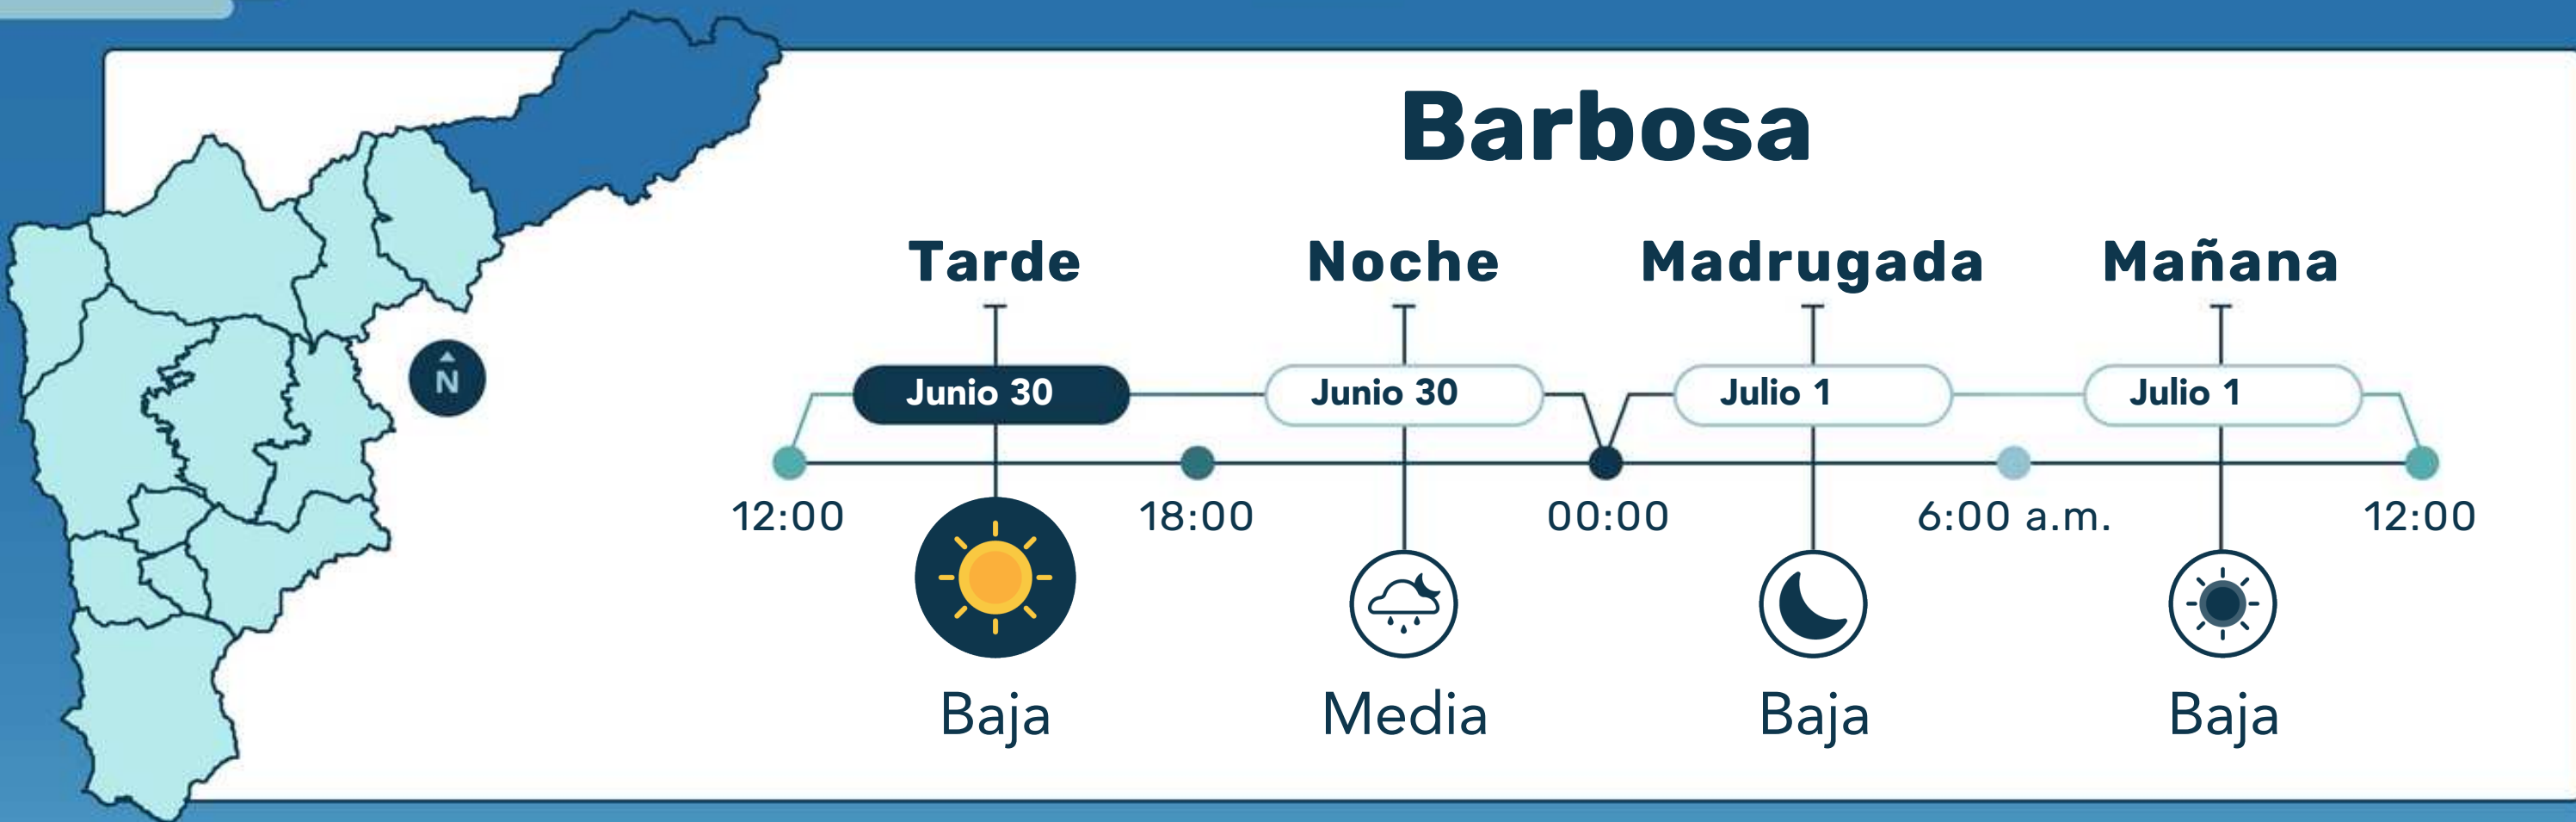 Barbosa
Tarde Noche Madrugada Mañana
Junio 30 Junio 30 Julio 1 Julio 1
N
12:00 18:00 00:00 6:00 a.m. 12:00
Baja Media Baja Baja